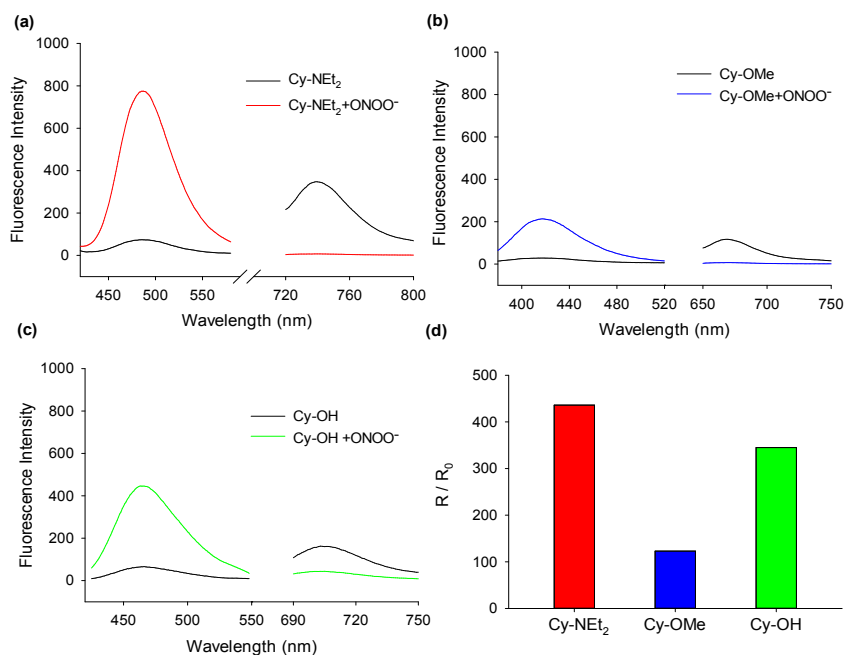 (a)
1000
800
600
400
200
0
Fluorescence Intensity
Cy-NEt₂
Cy-NEt₂+ONOO⁻
450 500 550 720 760 800
Wavelength (nm)
(b)
1000
800
600
400
200
0
Fluorescence Intensity
Cy-OMe
Cy-OMe+ONOO⁻
400 440 480 520 650 700 750
Wavelength (nm)
(c)
1000
800
600
400
200
0
Fluorescence Intensity
Cy-OH
Cy-OH +ONOO⁻
450 500 550 690 720 750
Wavelength (nm)
(d)
500
400
300
200
100
0
R / R₀
Cy-NEt₂ Cy-OMe Cy-OH